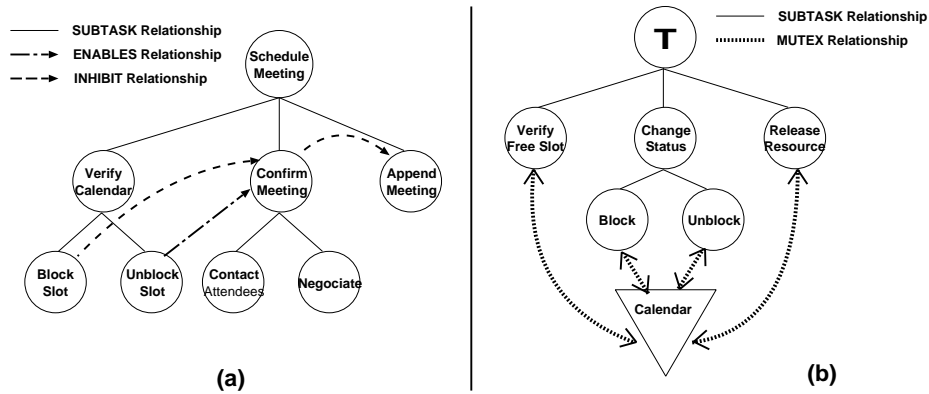 SUBTASK Relationship
ENABLES Relationship
INHIBIT Relationship
Schedule
Meeting
Verify
Calendar
Confirm
Meeting
Append
Meeting
Block
Slot
Unblock
Slot
Contact
Attendees
Negociate
(a)
SUBTASK Relationship
MUTEX Relationship
T
Verify
Free Slot
Change
Status
Release
Resource
Block
Unblock
Calendar
(b)